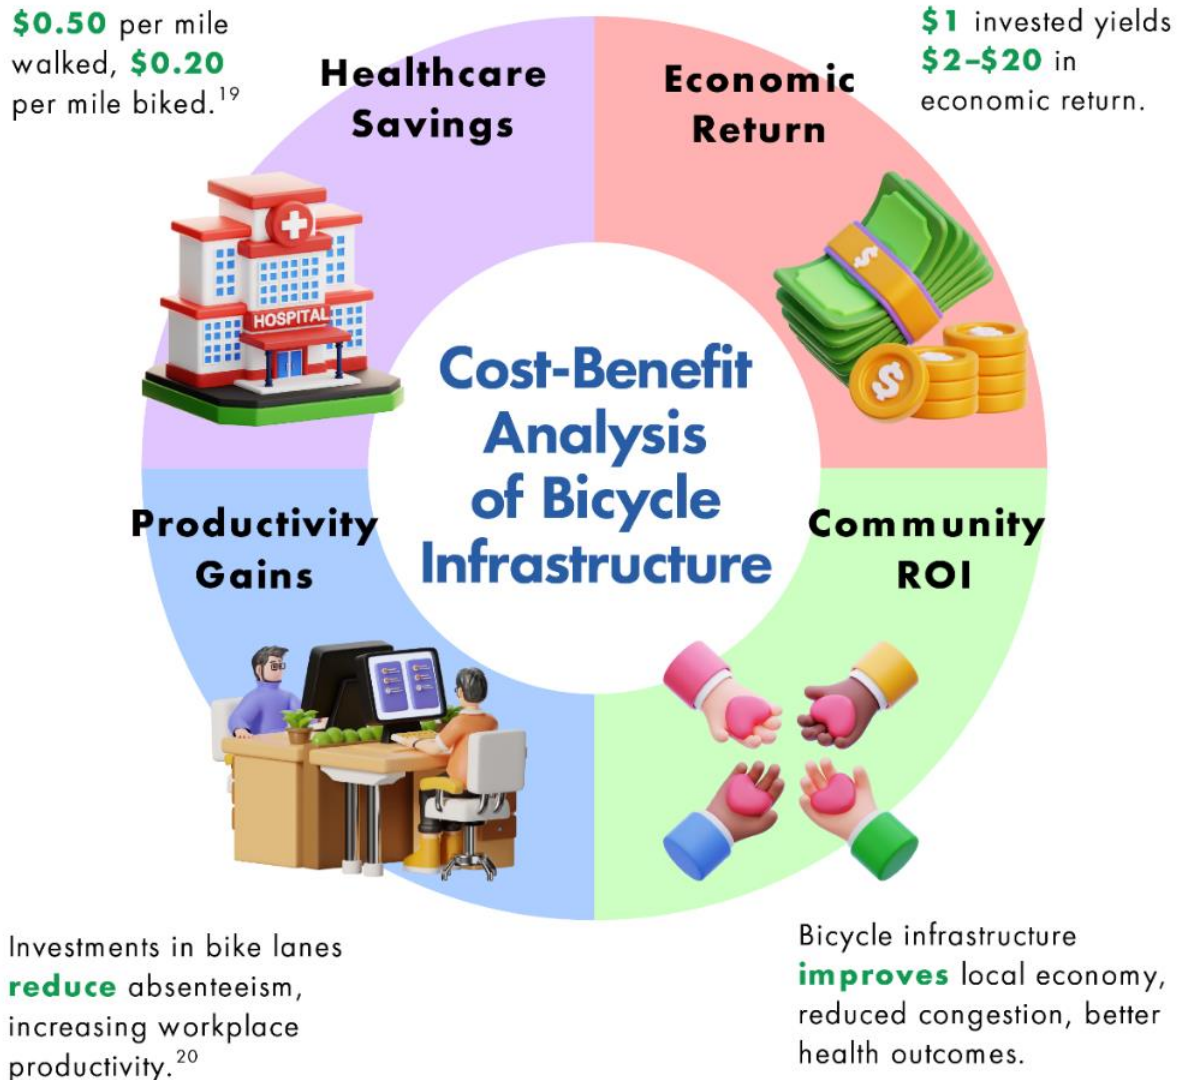 $0.50 per mile
walked, $0.20
per mile biked.19
Healthcare
Savings
Economic
Return
$1 invested yields
$2–$20 in
economic return.
HOSPITAL
Cost-Benefit
Analysis
of Bicycle
Infrastructure
Productivity
Gains
Community
ROI
Investments in bike lanes
reduce absenteeism,
increasing workplace
productivity.20
Bicycle infrastructure
improves local economy,
reduced congestion, better
health outcomes.